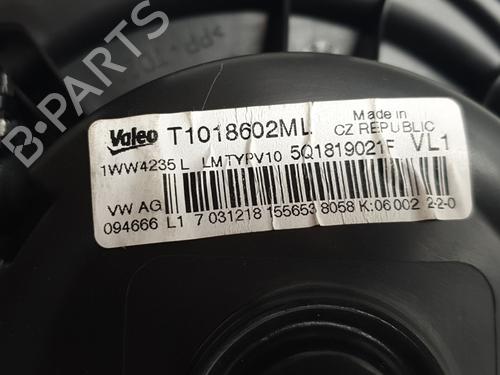 B-PARTS
Valeo T1018602ML
Made in
CZ REPUBLIC
1WW4235 L LMTYPV10 5Q1819021F VL1
VW AG
094666 L1 7 031218 155653 8058 K:06 002 2-2-0